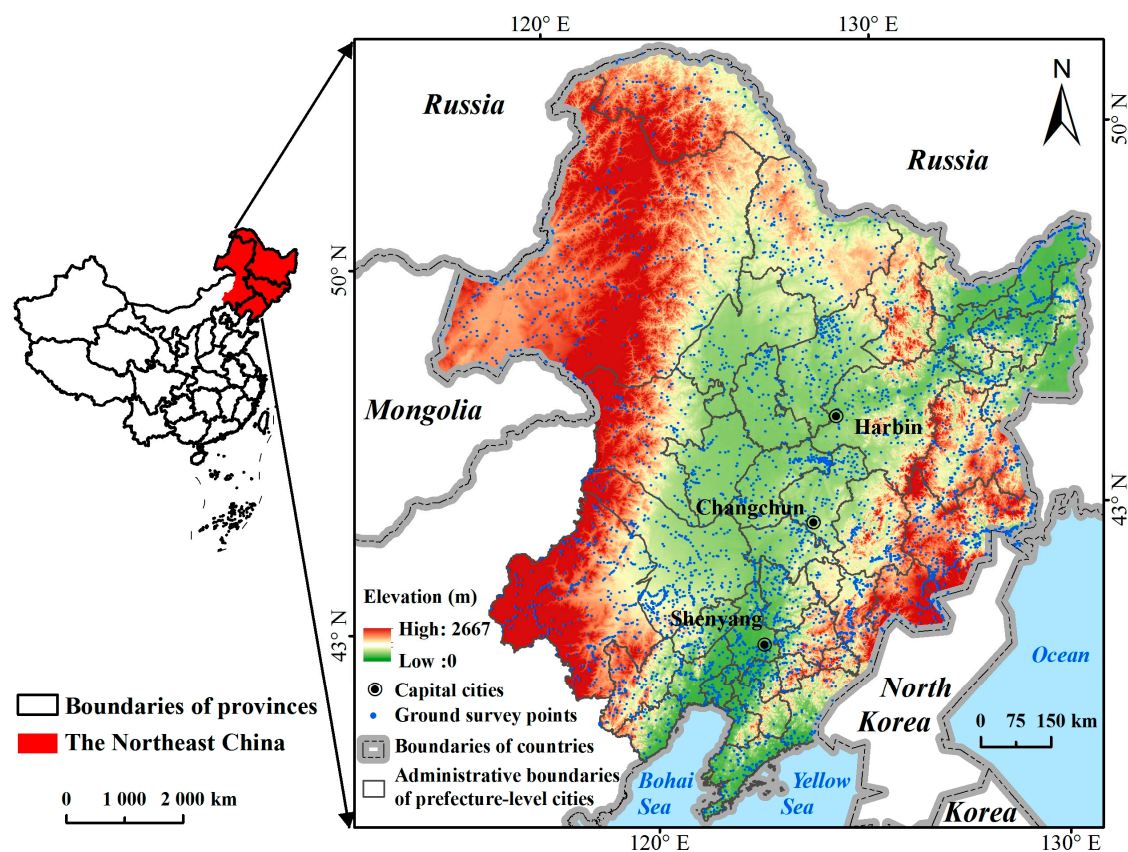 120° E
130° E
N
Russia
Russia
50° N
50° N
Mongolia
Harbin
Changchun
43° N
Elevation (m)
High: 2667
Low :0
Shenyang
43° N
Capital cities
Ground survey points
Boundaries of countries
Administrative boundaries
of prefecture-level cities
Boundaries of provinces
The Northeast China
0 1 000 2 000 km
Ocean
North
Korea
0 75 150 km
Bohai
Sea
Yellow
Sea
Korea
120° E
130° E